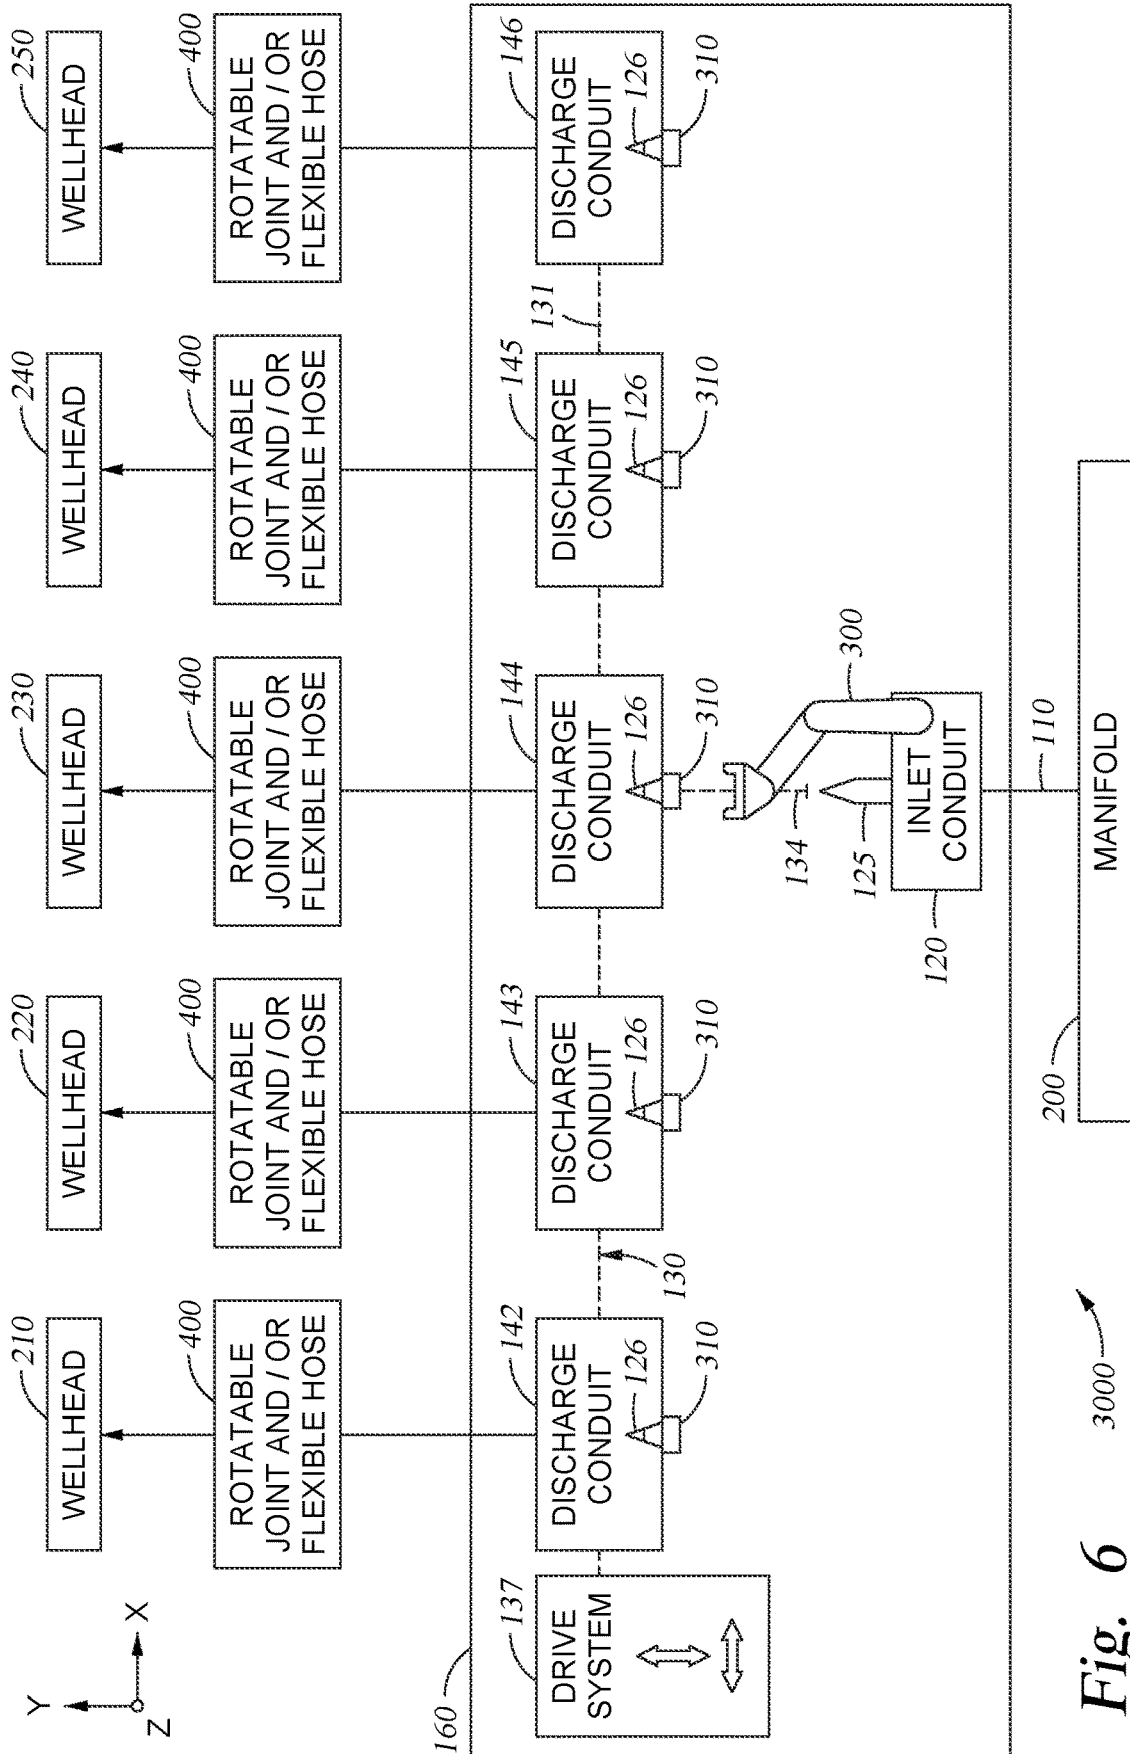 210
WELLHEAD
220
WELLHEAD
230
WELLHEAD
240
WELLHEAD
250
WELLHEAD
400
ROTATABLE
JOINT AND / OR
FLEXIBLE HOSE
400
ROTATABLE
JOINT AND / OR
FLEXIBLE HOSE
400
ROTATABLE
JOINT AND / OR
FLEXIBLE HOSE
400
ROTATABLE
JOINT AND / OR
FLEXIBLE HOSE
400
ROTATABLE
JOINT AND / OR
FLEXIBLE HOSE
Y
X
Z
160
137
DRIVE
SYSTEM
142
DISCHARGE
CONDUIT
126
310
130
143
DISCHARGE
CONDUIT
126
310
144
DISCHARGE
CONDUIT
126
310
145
DISCHARGE
CONDUIT
126
310
131
146
DISCHARGE
CONDUIT
126
310
134
300
125
INLET
CONDUIT
120
110
200
MANIFOLD
3000
Fig. 6